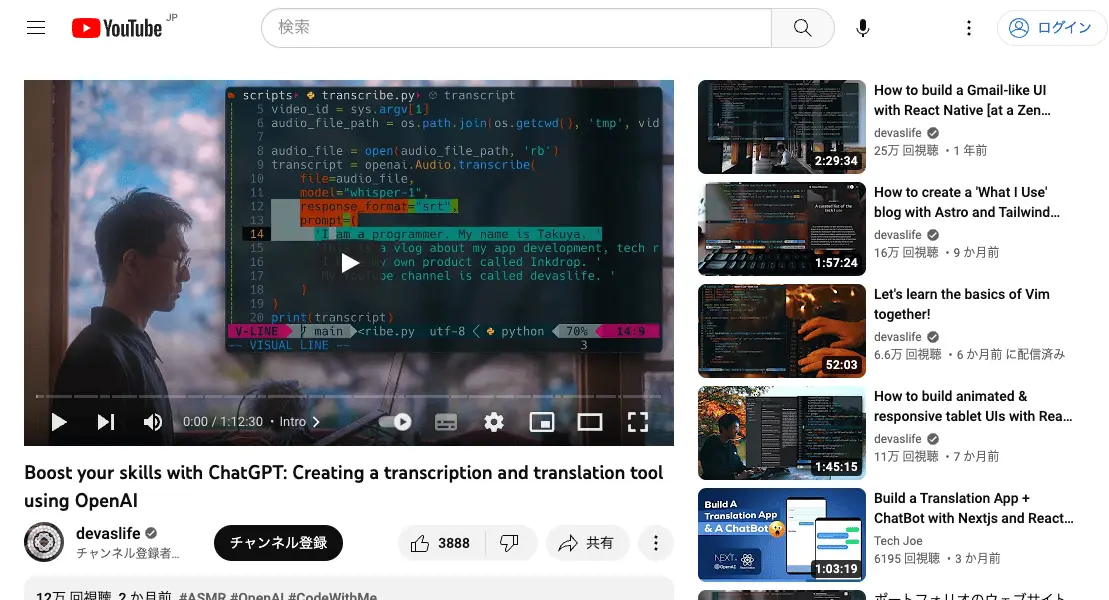 YouTube JP
検索
ログイン
scripts transcribe.py transcript
5 video_id = sys.argv[1]
6 audio_file_path = os.path.join(os.getcwd(), 'tmp', vid
7
8 audio_file = open(audio_file_path, 'rb')
9 transcript = openai.Audio.transcribe(
10 file=audio_file,
11 model="whisper-1",
12 response_format="srt",
13 prompt=(
14 'I am a programmer. My name is Takuya. '
15 a vlog about my app development, tech r
16 my own product called Inkdrop. '
17 channel is called devaslife. '
18 )
19 )
20 print(transcript)
V-LINE main <ribe.py utf-8 < python 70% 14:9
-- VISUAL LINE -- 3
0:00 / 1:12:30 ・ Intro
Boost your skills with ChatGPT: Creating a transcription and translation tool
using OpenAI
devaslife
チャンネル登録者...
チャンネル登録
3888
共有
12万 回視聴 2 か月前 #ASMR #OpenAI #CodeWithMe
2:29:34
How to build a Gmail-like UI
with React Native [at a Zen...
devaslife
25万 回視聴 ・1 年前
1:57:24
How to create a 'What I Use'
blog with Astro and Tailwind...
devaslife
16万 回視聴 ・9 か月前
52:03
Let's learn the basics of Vim
together!
devaslife
6.6万 回視聴 ・6 か月前 に配信済み
1:45:15
How to build animated &
responsive tablet UIs with Rea...
devaslife
11万 回視聴 ・7 か月前
Build A
Translation App
& A ChatBot
1:03:19
Build a Translation App +
ChatBot with Nextjs and React...
Tech Joe
6195 回視聴 ・3 か月前
ポートフォリオのウェブサイト